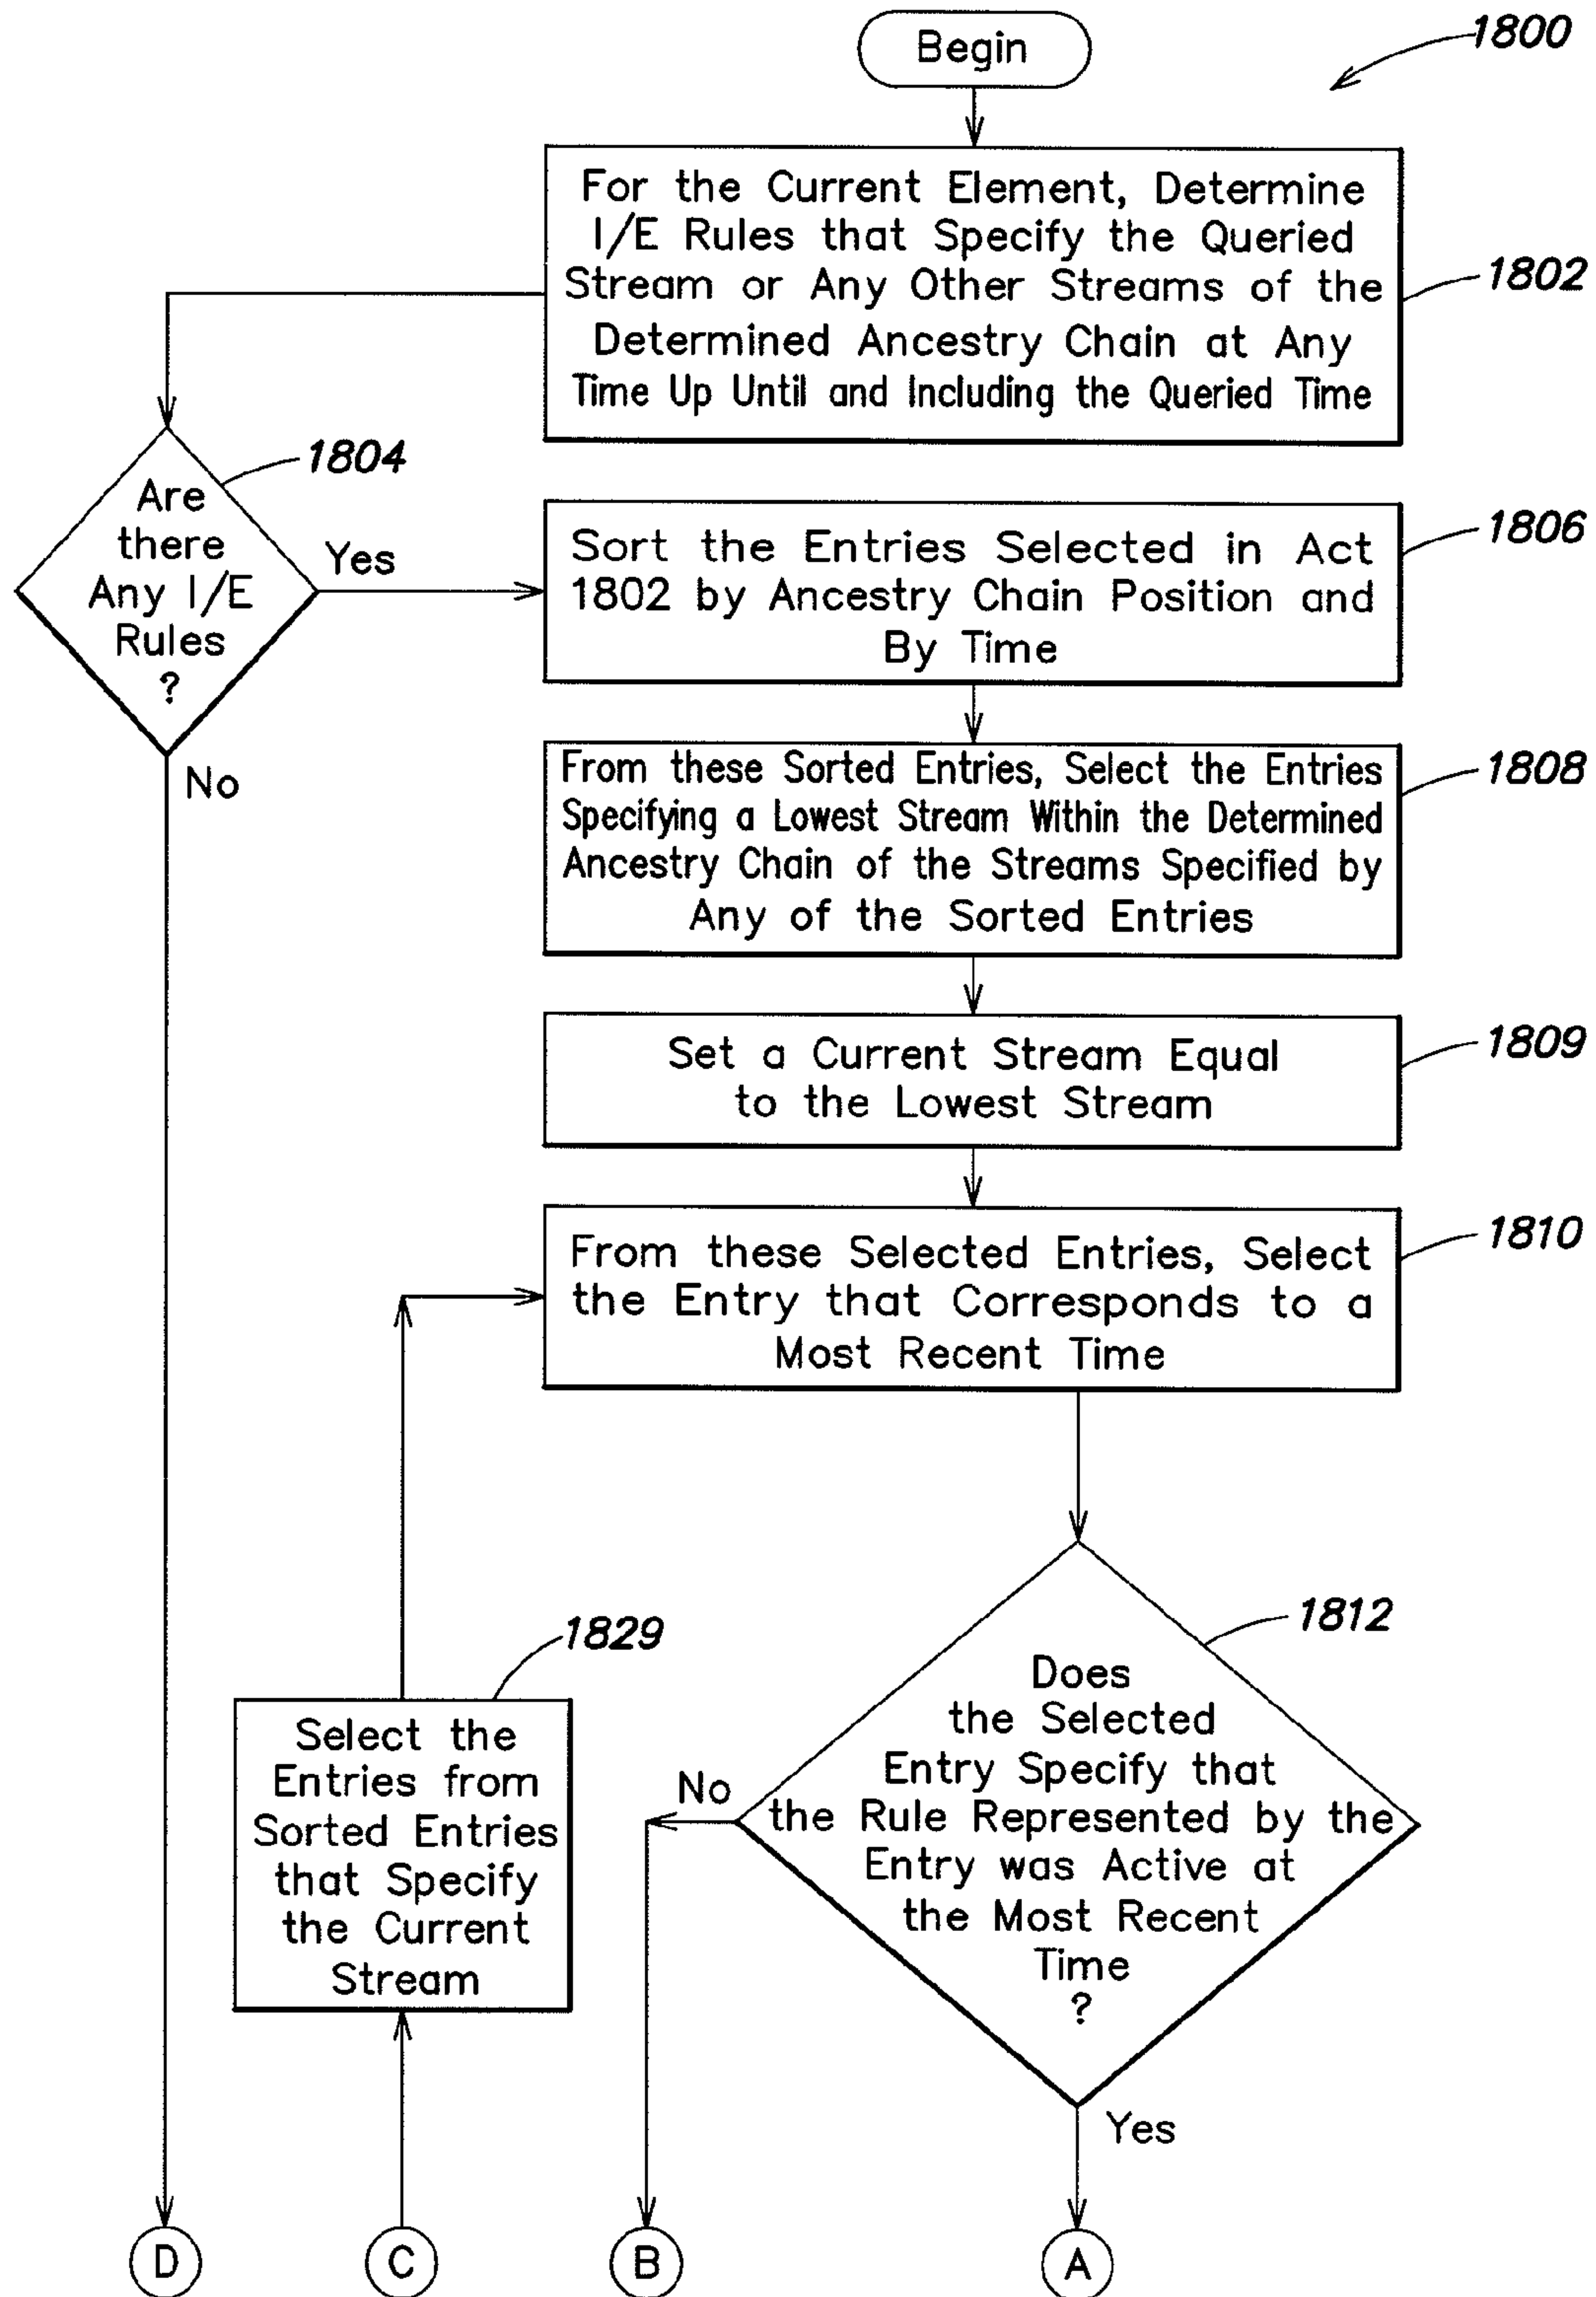 Begin
1800
For the Current Element, Determine
I/E Rules that Specify the Queried
Stream or Any Other Streams of the
Determined Ancestry Chain at Any
Time Up Until and Including the Queried Time
1802
1804
Are
there
Any I/E
Rules
?
Yes
No
Sort the Entries Selected in Act
1802 by Ancestry Chain Position and
By Time
1806
From these Sorted Entries, Select the Entries
Specifying a Lowest Stream Within the Determined
Ancestry Chain of the Streams Specified by
Any of the Sorted Entries
1808
Set a Current Stream Equal
to the Lowest Stream
1809
From these Selected Entries, Select
the Entry that Corresponds to a
Most Recent Time
1810
1829
Select the
Entries from
Sorted Entries
that Specify
the Current
Stream
1812
Does
the Selected
Entry Specify that
the Rule Represented by the
Entry was Active at
the Most Recent
Time
?
No
Yes
D
C
B
A